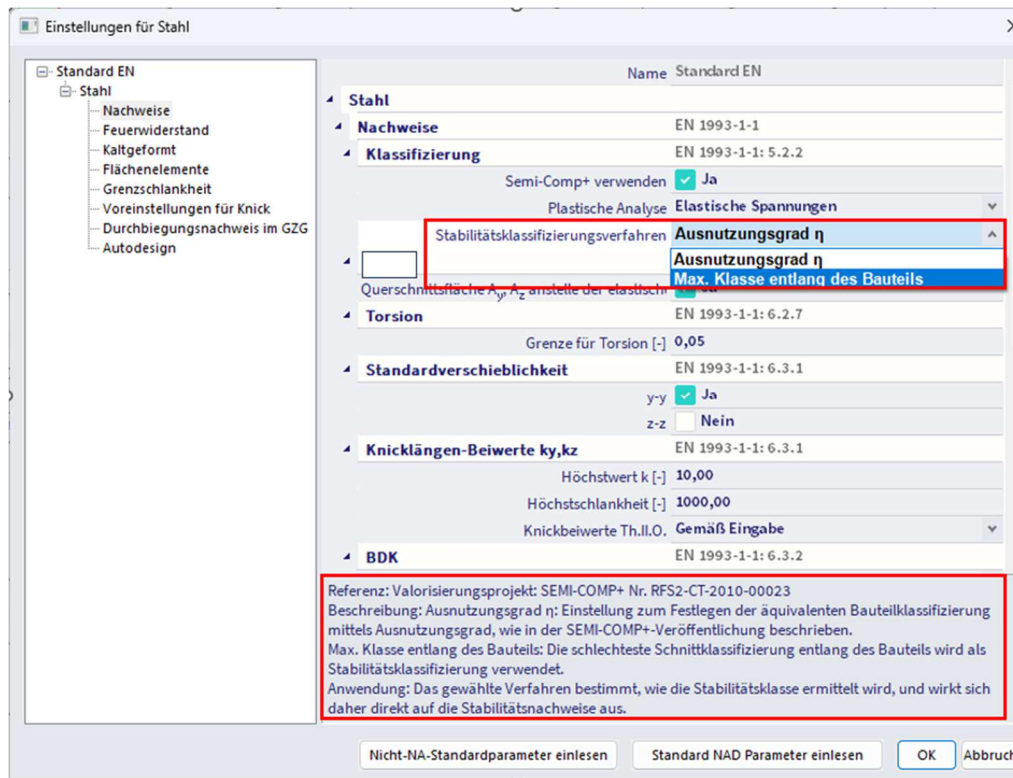 Einstellungen für Stahl
Standard EN
Stahl
Nachweise
Feuerwiderstand
Kaltgeformt
Flächenelemente
Grenzschlankheit
Voreinstellungen für Knick
Durchbiegungsnachweis im GZG
Autodesign
Name Standard EN
Stahl
Nachweise EN 1993-1-1
Klassifizierung EN 1993-1-1: 5.2.2
Semi-Comp+ verwenden Ja
Plastische Analyse Elastische Spannungen
Stabilitätsklassifizierungsverfahren Ausnutzungsgrad η
Ausnutzungsgrad η
Max. Klasse entlang des Bauteils
Querschnittsfläche Ay, Az anstelle der elastisch
Torsion EN 1993-1-1: 6.2.7
Grenze für Torsion [-] 0,05
Standardverschieblichkeit EN 1993-1-1: 6.3.1
y-y Ja
z-z Nein
Knicklängen-Beiwerte ky,kz EN 1993-1-1: 6.3.1
Höchstwert k [-] 10,00
Höchstschlankheit [-] 1000,00
Knickbeiwerte Th.II.O. Gemäß Eingabe
BDK EN 1993-1-1: 6.3.2
Referenz: Valorisierungsprojekt: SEMI-COMP+ Nr. RFS2-CT-2010-00023
Beschreibung: Ausnutzungsgrad η: Einstellung zum Festlegen der äquivalenten Bauteilklassifizierung
mittels Ausnutzungsgrad, wie in der SEMI-COMP+-Veröffentlichung beschrieben.
Max. Klasse entlang des Bauteils: Die schlechteste Schnittklassifizierung entlang des Bauteils wird als
Stabilitätsklassifizierung verwendet.
Anwendung: Das gewählte Verfahren bestimmt, wie die Stabilitätsklasse ermittelt wird, und wirkt sich
daher direkt auf die Stabilitätsnachweise aus.
Nicht-NA-Standardparameter einlesen Standard NAD Parameter einlesen OK Abbruch